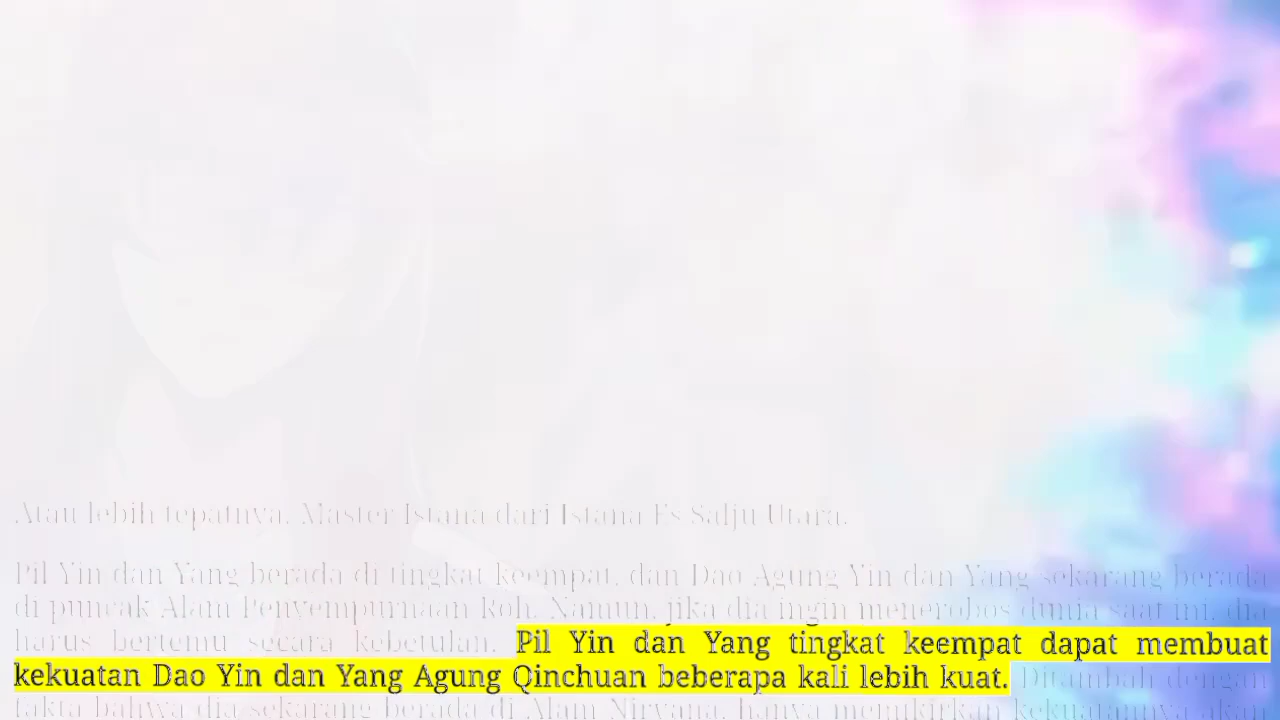 Atau lebih tepatnya, Master Istana dari Istana Es Salju Utara.
Pil Yin dan Yang berada di tingkat keempat, dan Dao Agung Yin dan Yang sekarang berada
di puncak Alam Penyempurnaan Roh. Namun, jika dia ingin menerobos dunia saat ini, dia
harus bertemu secara kebetulan. Pil Yin dan Yang tingkat keempat dapat membuat
kekuatan Dao Yin dan Yang Agung Qinchuan beberapa kali lebih kuat. Ditambah dengan
fakta bahwa dia sekarang berada di Alam Nirvana, hanya memikirkan kekuatannya akan